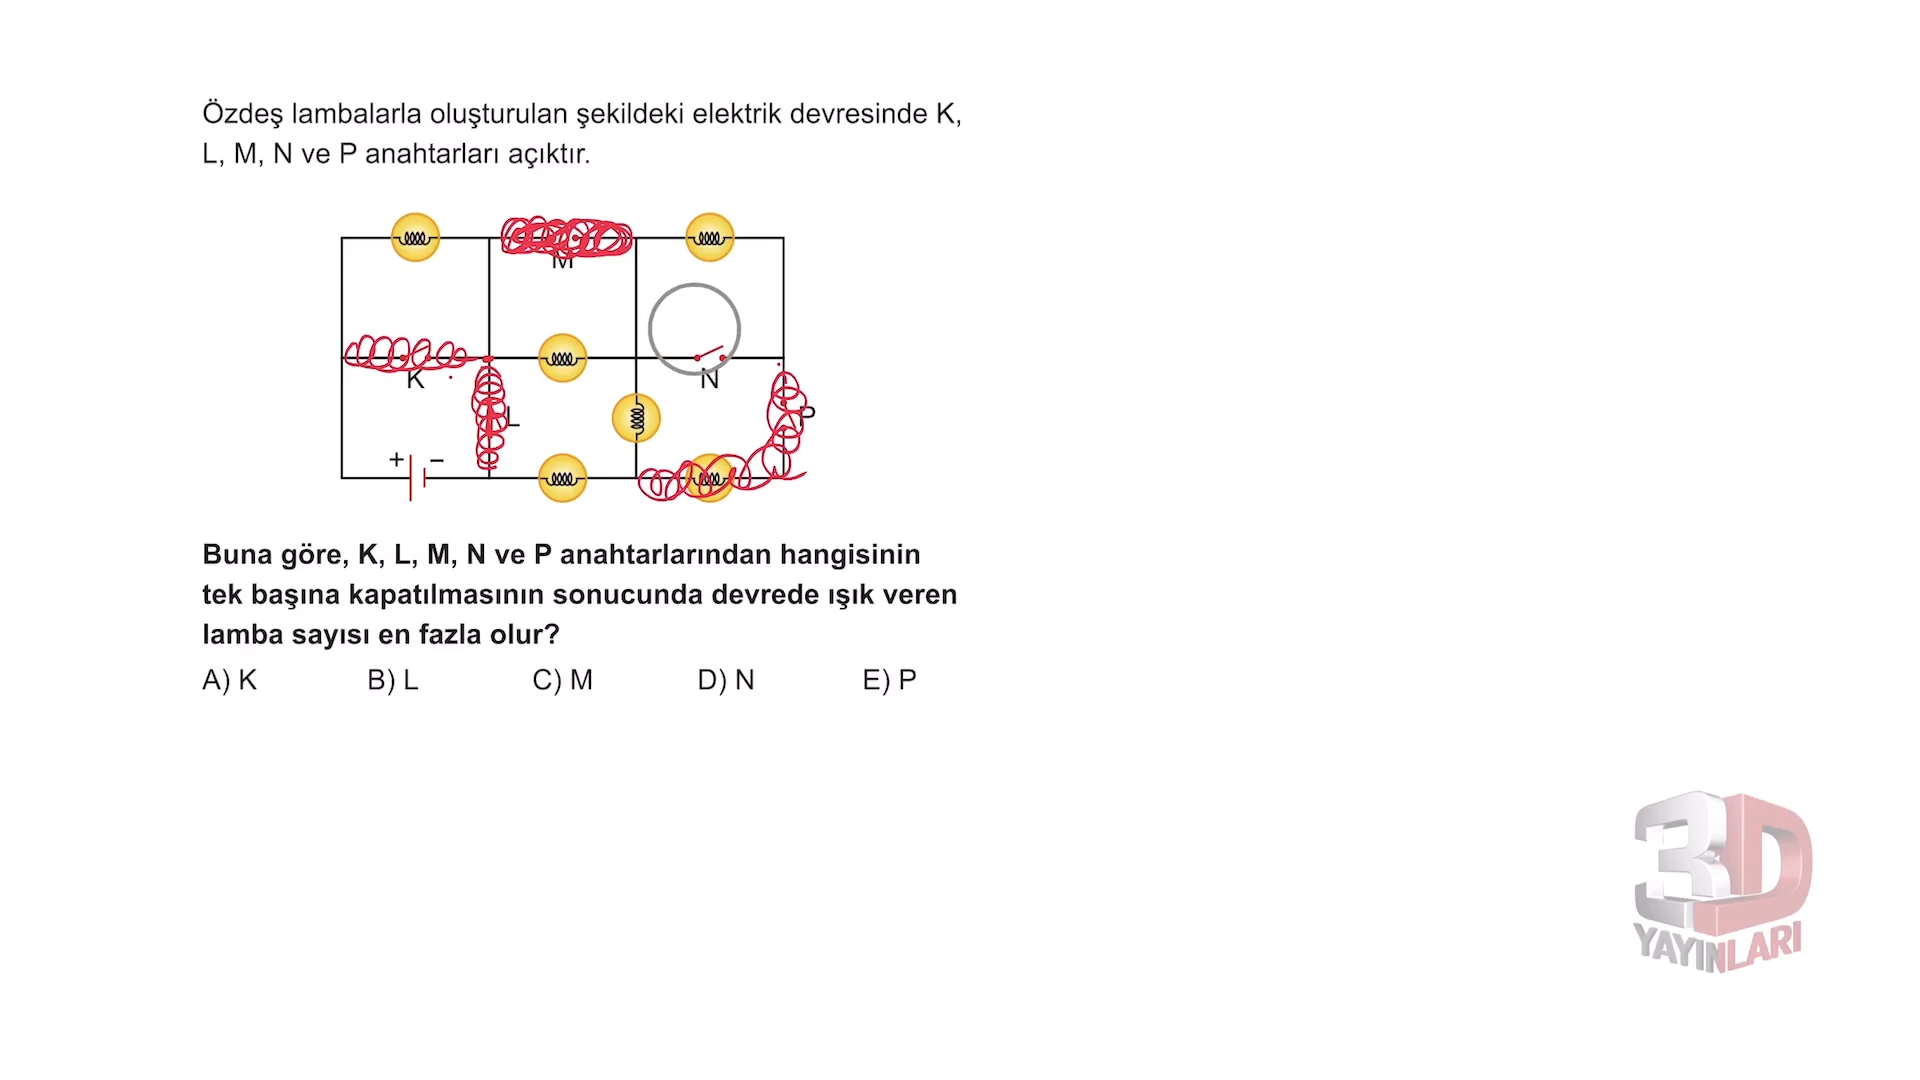 Özdeş lambalarla oluşturulan şekildeki elektrik devresinde K,
L, M, N ve P anahtarları açıktır.
M
K
N
L
P
+ −
Buna göre, K, L, M, N ve P anahtarlarından hangisinin
tek başına kapatılmasının sonucunda devrede ışık veren
lamba sayısı en fazla olur?
A) K B) L C) M D) N E) P
3D
YAYINLARI